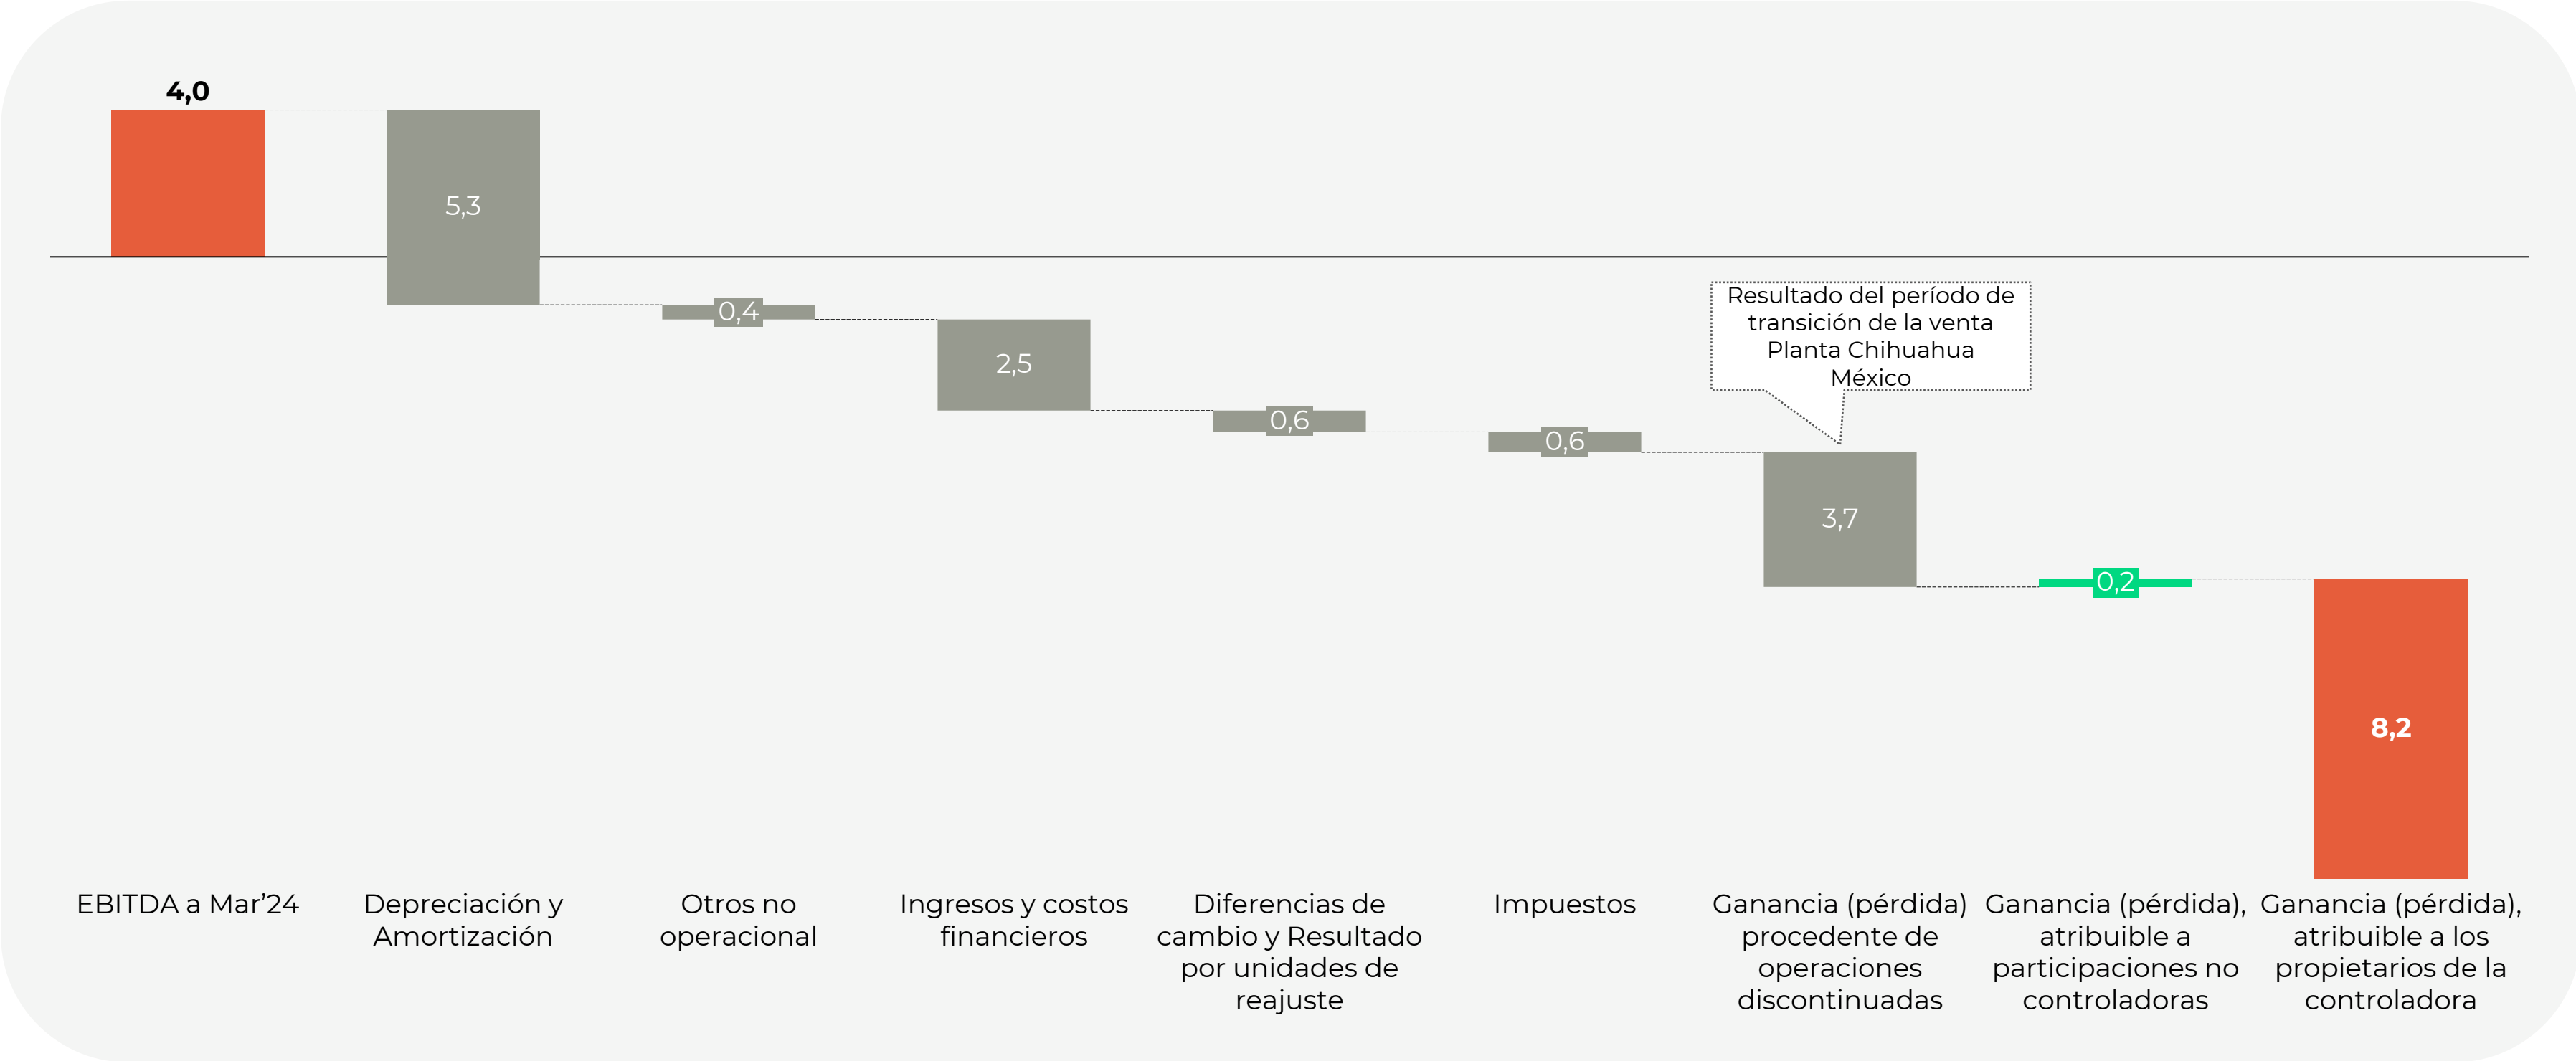 4,0
5,3
0,4
2,5
0,6
0,6
Resultado del período de
transición de la venta
Planta Chihuahua
México
3,7
0,2
8,2
EBITDA a Mar’24
Depreciación y
Amortización
Otros no
operacional
Ingresos y costos
financieros
Diferencias de
cambio y Resultado
por unidades de
reajuste
Impuestos
Ganancia (pérdida)
procedente de
operaciones
discontinuadas
Ganancia (pérdida),
atribuible a
participaciones no
controladoras
Ganancia (pérdida),
atribuible a los
propietarios de la
controladora